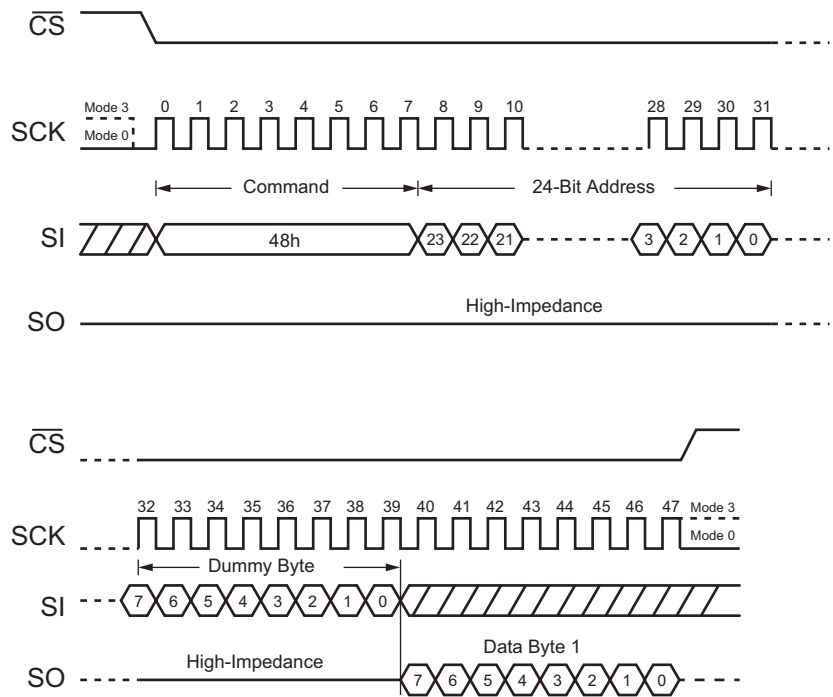 CS
Mode 3 0 1 2 3 4 5 6 7 8 9 10 28 29 30 31
SCK
Mode 0
Command 24-Bit Address
SI 48h 23 22 21 3 2 1 0
High-Impedance
SO
CS
32 33 34 35 36 37 38 39 40 41 42 43 44 45 46 47 Mode 3
SCK Mode 0
Dummy Byte
SI 7 6 5 4 3 2 1 0
Data Byte 1
SO High-Impedance 7 6 5 4 3 2 1 0